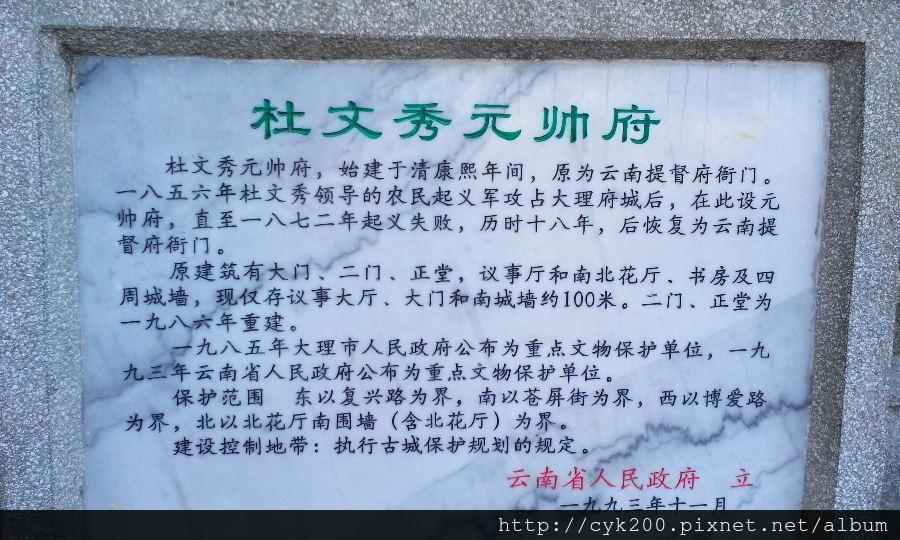 杜文秀元帅府
杜文秀元帅府，始建于清康熙年间，原为云南提督府衙门。
一八五六年杜文秀领导的农民起义军攻占大理府城后，在此设元
帅府，直至一八七二年起义失败，历时十八年，后恢复为云南提
督府衙门。
原建筑有大门、二门、正堂，议事厅和南北花厅、书房及四
周城墙，现仅存议事大厅、大门和南城墙约100米。二门、正堂为
一九八六年重建。
一九八五年大理市人民政府公布为重点文物保护单位，一九
九三年云南省人民政府公布为重点文物保护单位。
保护范围 东以复兴路为界，南以苍屏街为界，西以博爱路
为界，北以北花厅南围墙（含北花厅）为界。
建设控制地带：执行古城保护规划的规定。
云南省人民政府 立
一九九三年十一月
http://cyk200.pixnet.net/album